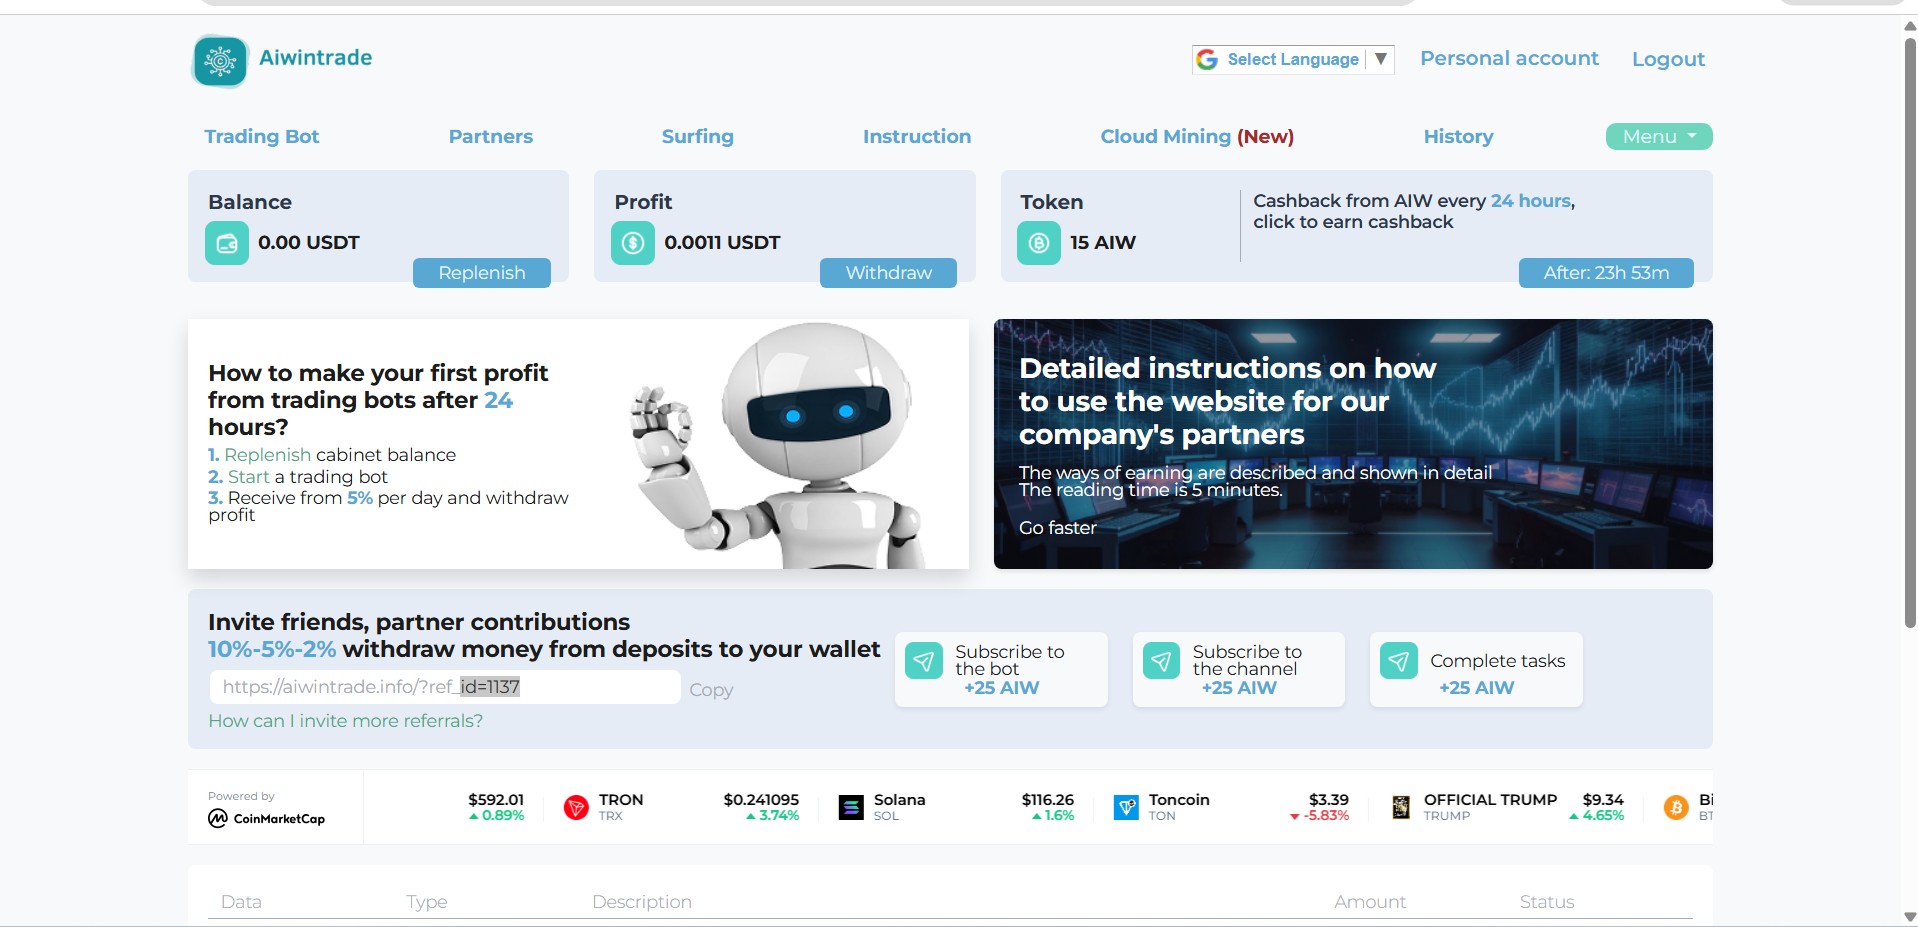 Aiwintrade
Select Language ▼
Personal account
Logout
Trading Bot
Partners
Surfing
Instruction
Cloud Mining (New)
History
Menu
Balance
0.00 USDT
Replenish
Profit
0.0011 USDT
Withdraw
Token
15 AIW
Cashback from AIW every 24 hours,
click to earn cashback
After: 23h 53m
How to make your first profit
from trading bots after 24
hours?
1. Replenish cabinet balance
2. Start a trading bot
3. Receive from 5% per day and withdraw
profit
Detailed instructions on how
to use the website for our
company's partners
The ways of earning are described and shown in detail
The reading time is 5 minutes.
Go faster
Invite friends, partner contributions
10%-5%-2% withdraw money from deposits to your wallet
https://aiwintrade.info/?ref_id=1137
Copy
How can I invite more referrals?
Subscribe to
the bot
+25 AIW
Subscribe to
the channel
+25 AIW
Complete tasks
+25 AIW
Powered by
CoinMarketCap
$592.01
0.89%
TRON
TRX
$0.241095
3.74%
Solana
SOL
$116.26
1.6%
Toncoin
TON
$3.39
-5.83%
OFFICIAL TRUMP
TRUMP
$9.34
4.65%
Bi
BT
Data
Type
Description
Amount
Status